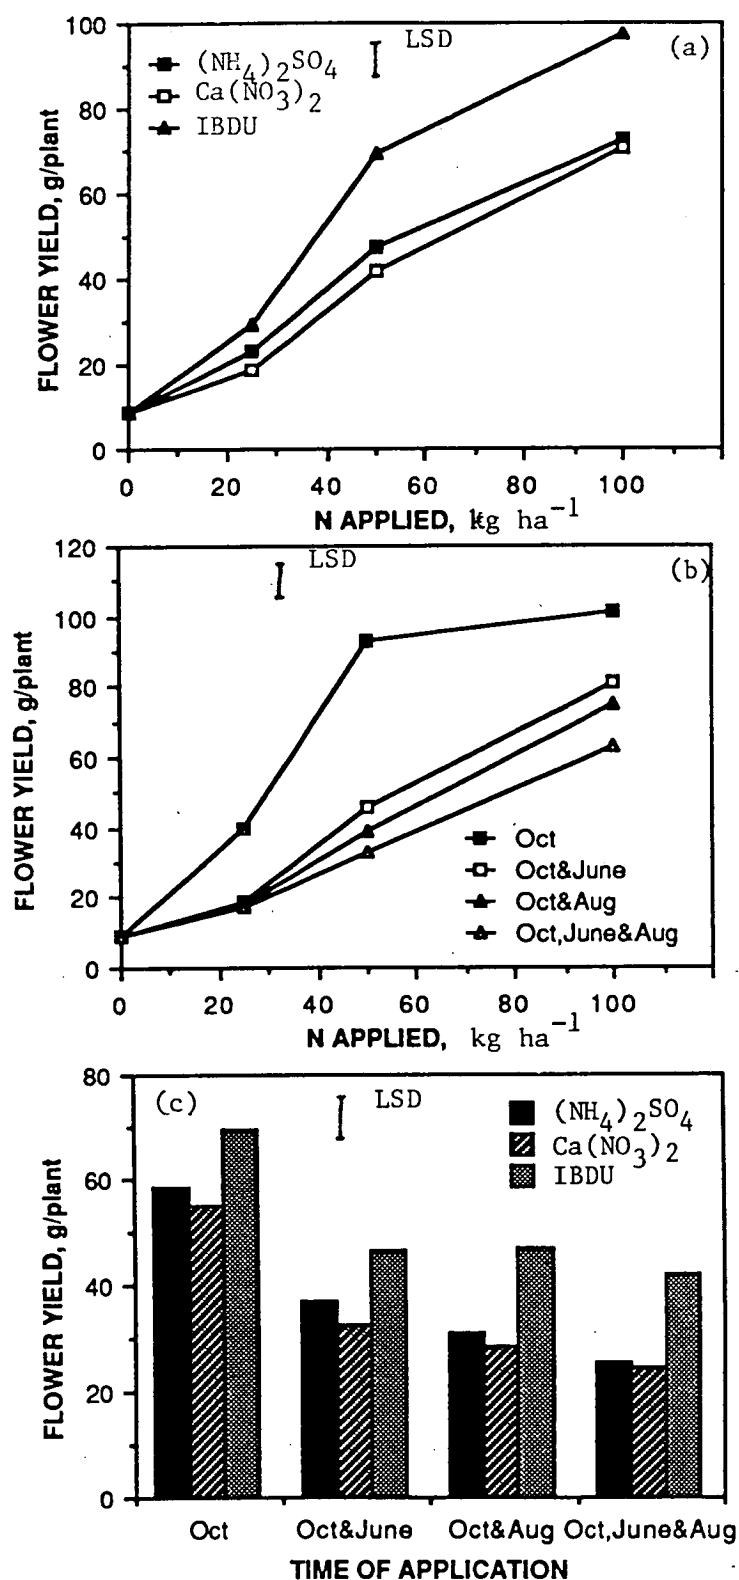 (a)
LSD
(NH4)2SO4
Ca(NO3)2
IBDU
FLOWER YIELD, g/plant
100
80
60
40
20
0
0 20 40 60 80 100
N APPLIED, kg ha-1
(b)
LSD
FLOWER YIELD, g/plant
120
100
80
60
40
20
0
Oct
Oct&June
Oct&Aug
Oct,June&Aug
0 20 40 60 80 100
N APPLIED, kg ha-1
(c)
LSD
(NH4)2SO4
Ca(NO3)2
IBDU
FLOWER YIELD, g/plant
80
60
40
20
0
Oct Oct&June Oct&Aug Oct,June&Aug
TIME OF APPLICATION